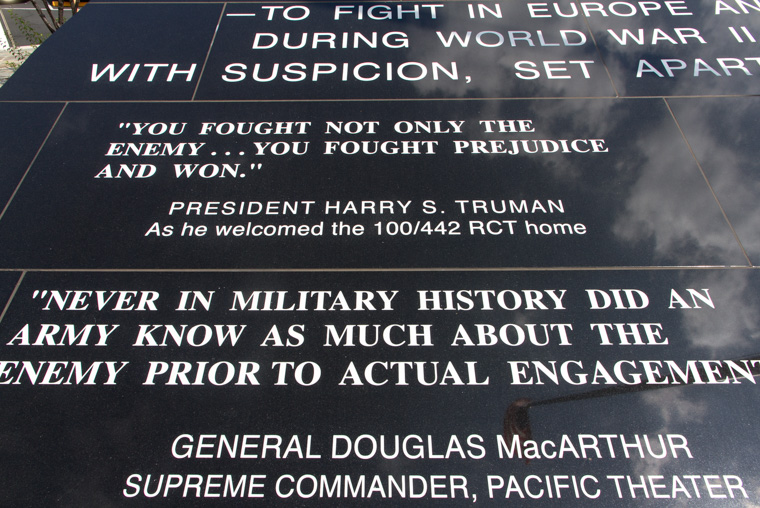 —TO FIGHT IN EUROPE
DURING WORLD WAR II
WITH SUSPICION, SET APART
"YOU FOUGHT NOT ONLY THE
ENEMY...YOU FOUGHT PREJUDICE
AND WON."
PRESIDENT HARRY S. TRUMAN
As he welcomed the 100/442 RCT home
"NEVER IN MILITARY HISTORY DID AN
ARMY KNOW AS MUCH ABOUT THE
ENEMY PRIOR TO ACTUAL ENGAGEMENT
GENERAL DOUGLAS MacARTHUR
SUPREME COMMANDER, PACIFIC THEATER